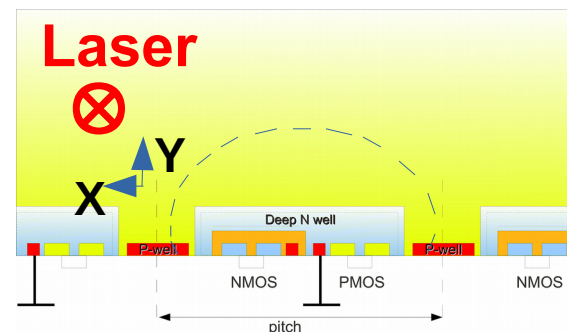 Laser
Y
X
Deep N well
P-well
P-well
NMOS
PMOS
NMOS
pitch